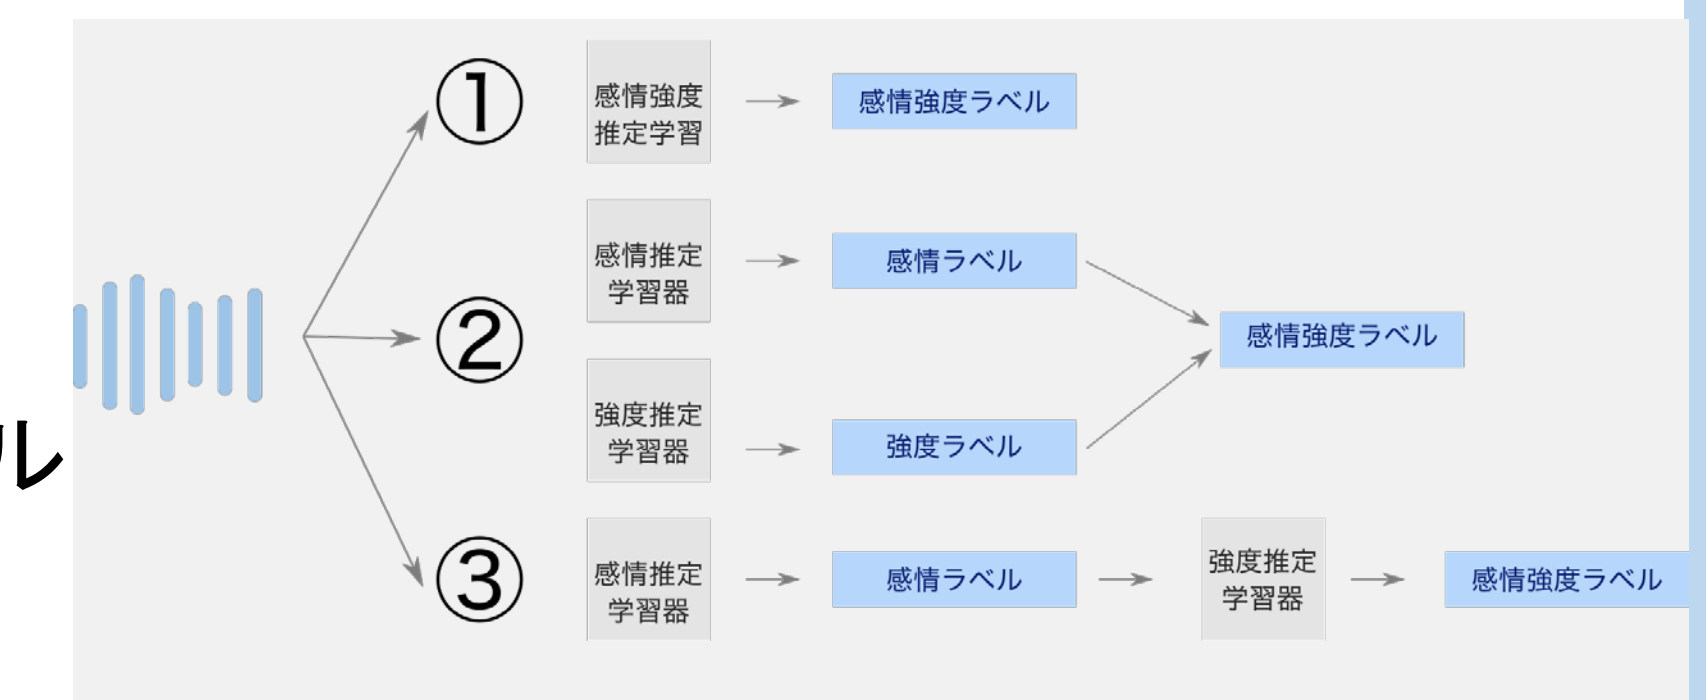 ①
感情強度
推定学習
感情強度ラベル
②
感情推定
学習器
感情ラベル
強度推定
学習器
強度ラベル
感情強度ラベル
③
感情推定
学習器
感情ラベル
強度推定
学習器
感情強度ラベル
ル